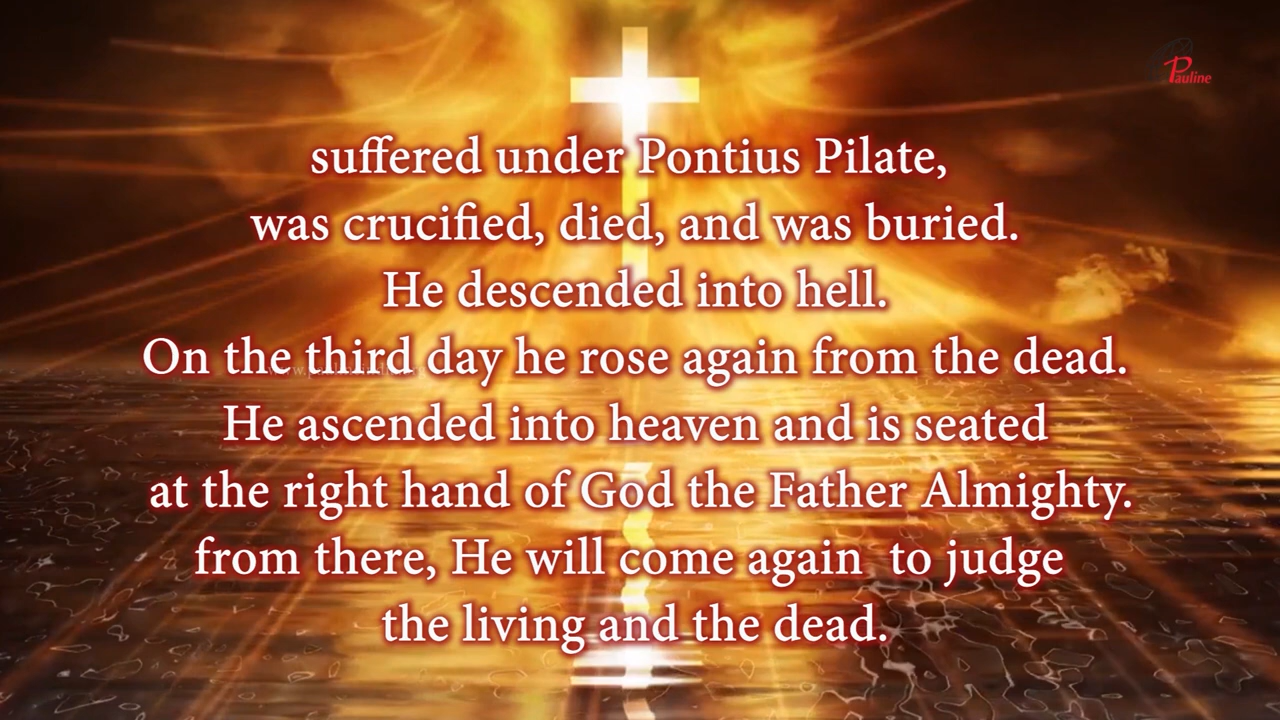 Pauline
suffered under Pontius Pilate,
was crucified, died, and was buried.
He descended into hell.
On the third day he rose again from the dead.
He ascended into heaven and is seated
at the right hand of God the Father Almighty.
from there, He will come again to judge
the living and the dead.